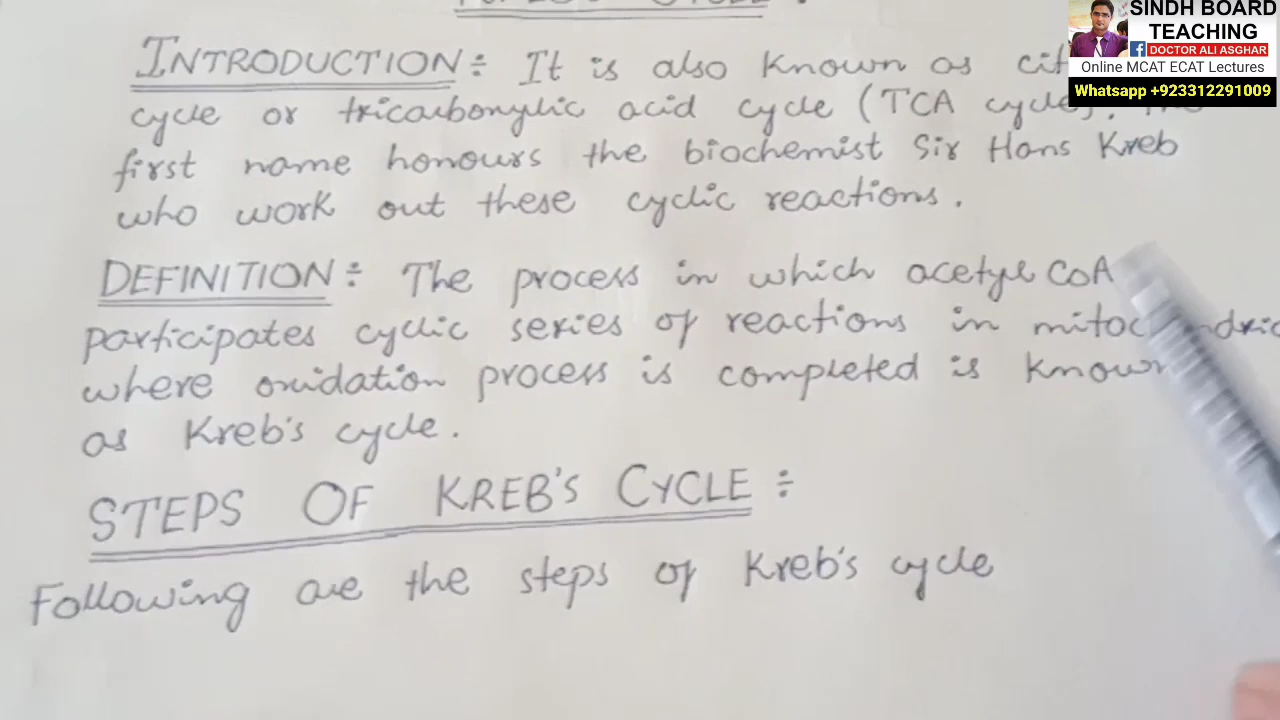 SINDH BOARD
TEACHING
DOCTOR ALI ASGHAR
Online MCAT ECAT Lectures
Whatsapp +923312291009
INTRODUCTION:- It is also known as
cycle or tricarbonylic acid cycle (TCA cycle).
first name honours the biochemist Sir Hans Kreb
who work out these cyclic reactions.
DEFINITION:- The process in which acetyl CoA
participates cyclic series of reactions in
where oxidation process is completed is known
as Kreb's cycle.
STEPS OF KREB'S CYCLE:-
Following are the steps of Kreb's cycle